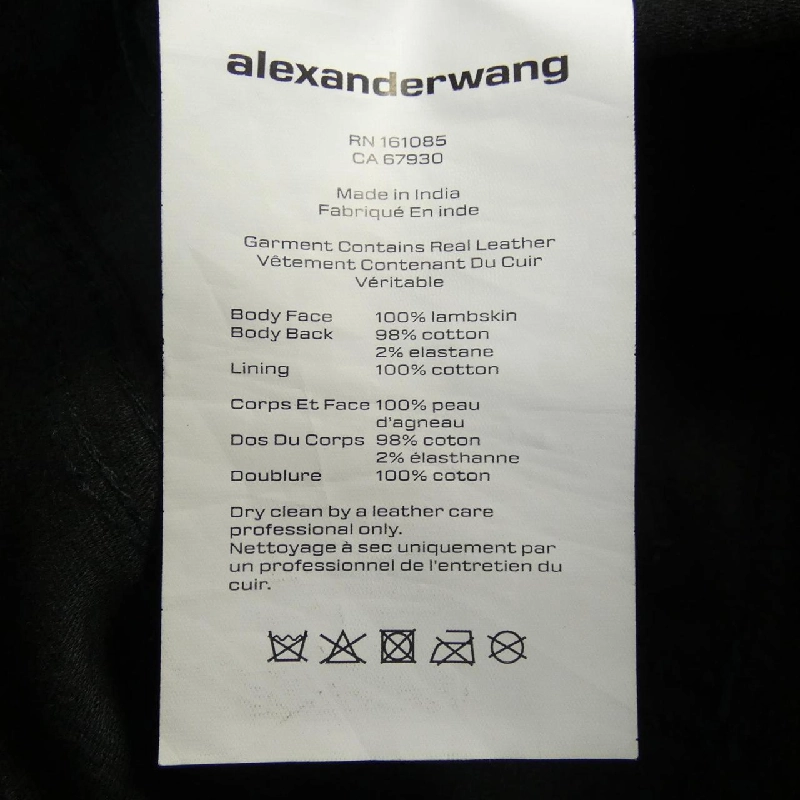 alexanderwang
RN 161085
CA 67930
Made in India
Fabriqué En inde
Garment Contains Real Leather
Vêtement Contenant Du Cuir
Véritable
Body Face 100% lambskin
Body Back 98% cotton
2% elastane
Lining 100% cotton
Corps Et Face 100% peau
d'agneau
Dos Du Corps 98% coton
2% élasthanne
Doublure 100% coton
Dry clean by a leather care
professional only.
Nettoyage à sec uniquement par
un professionnel de l'entretien du
cuir.